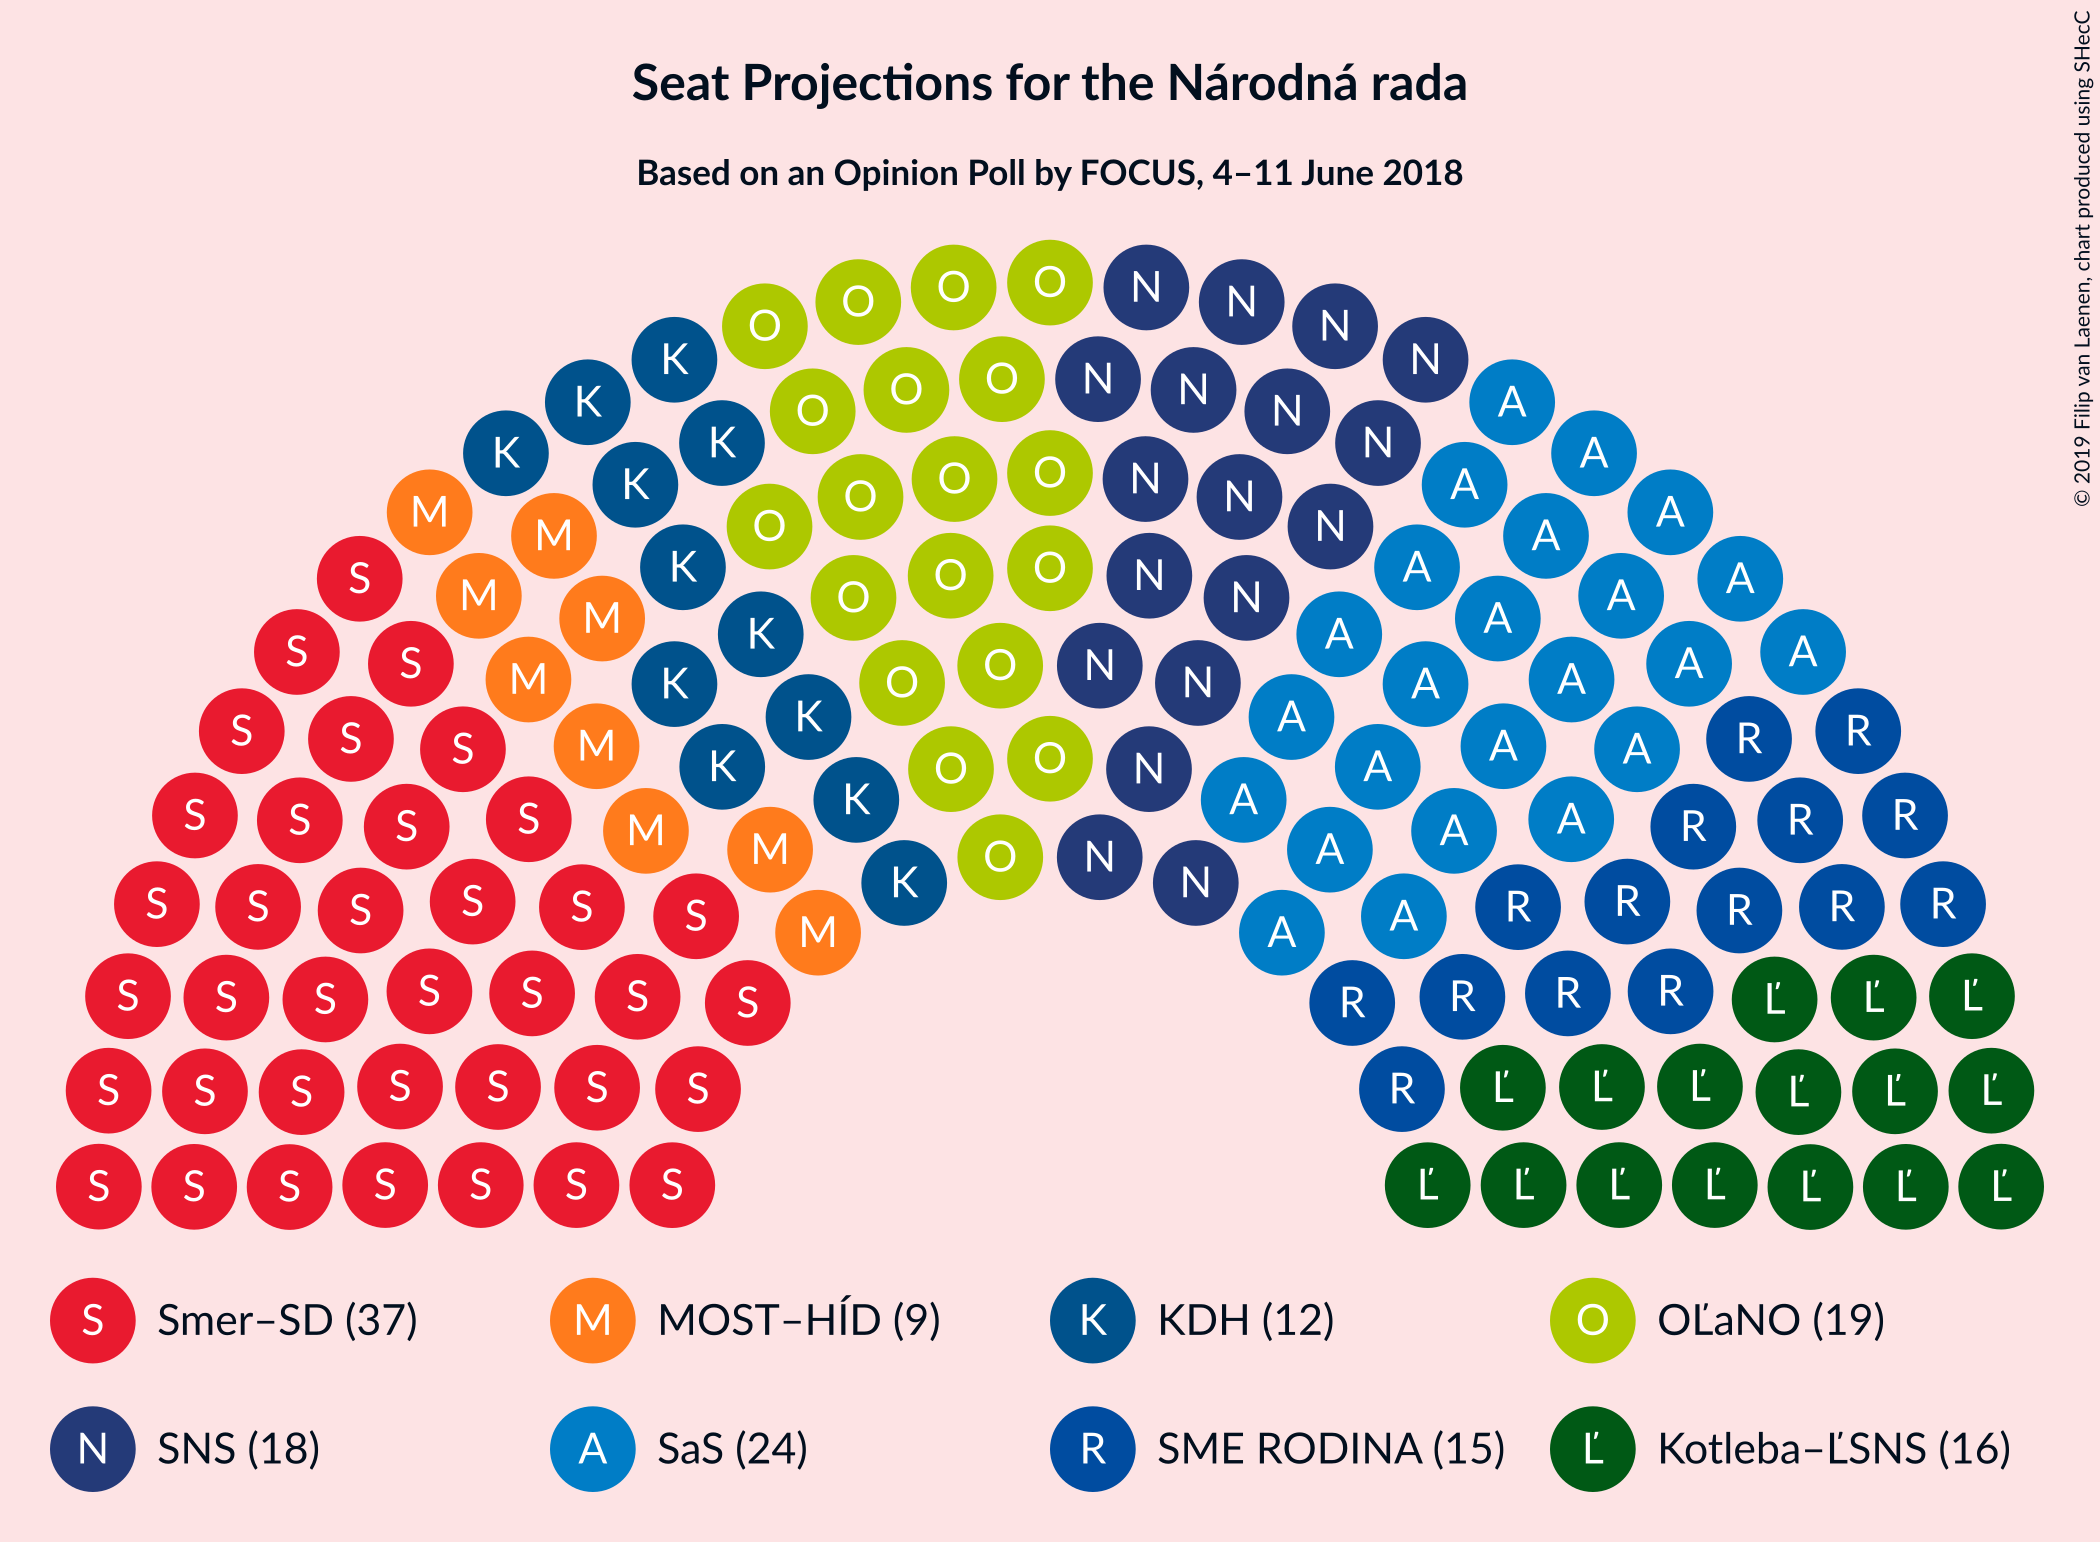 Seat Projections for the Národná rada
Based on an Opinion Poll by FOCUS, 4–11 June 2018
© 2019 Filip van Laenen, chart produced using SHecC
K O O O O N N N N
K K O O O N N N N A
K K O O O N N A A
M M K O N A A A
S M M O O O N N A A A
S S M K K O O N N A A A A A
S S S M K K O O N A A A A R R
S S S S M M K O N A A A A R R R
S S S S S S M K N A A R R R R R
S S S S S S S R R R R Ľ Ľ Ľ
S S S S S S S R Ľ Ľ Ľ Ľ Ľ Ľ
S S S S S S S Ľ Ľ Ľ Ľ Ľ Ľ Ľ
S Smer–SD (37) M MOST–HÍD (9) K KDH (12) O OĽaNO (19)
N SNS (18) A SaS (24) R SME RODINA (15) Ľ Kotleba–ĽSNS (16)